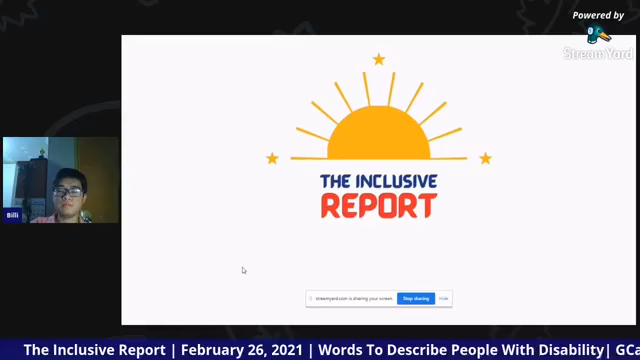 Powered by
StreamYard
THE INCLUSIVE
REPORT
Billi
streamyard.com is sharing your screen.
Stop sharing
Hide
The Inclusive Report | February 26, 2021 | Words To Describe People With Disability| GCa